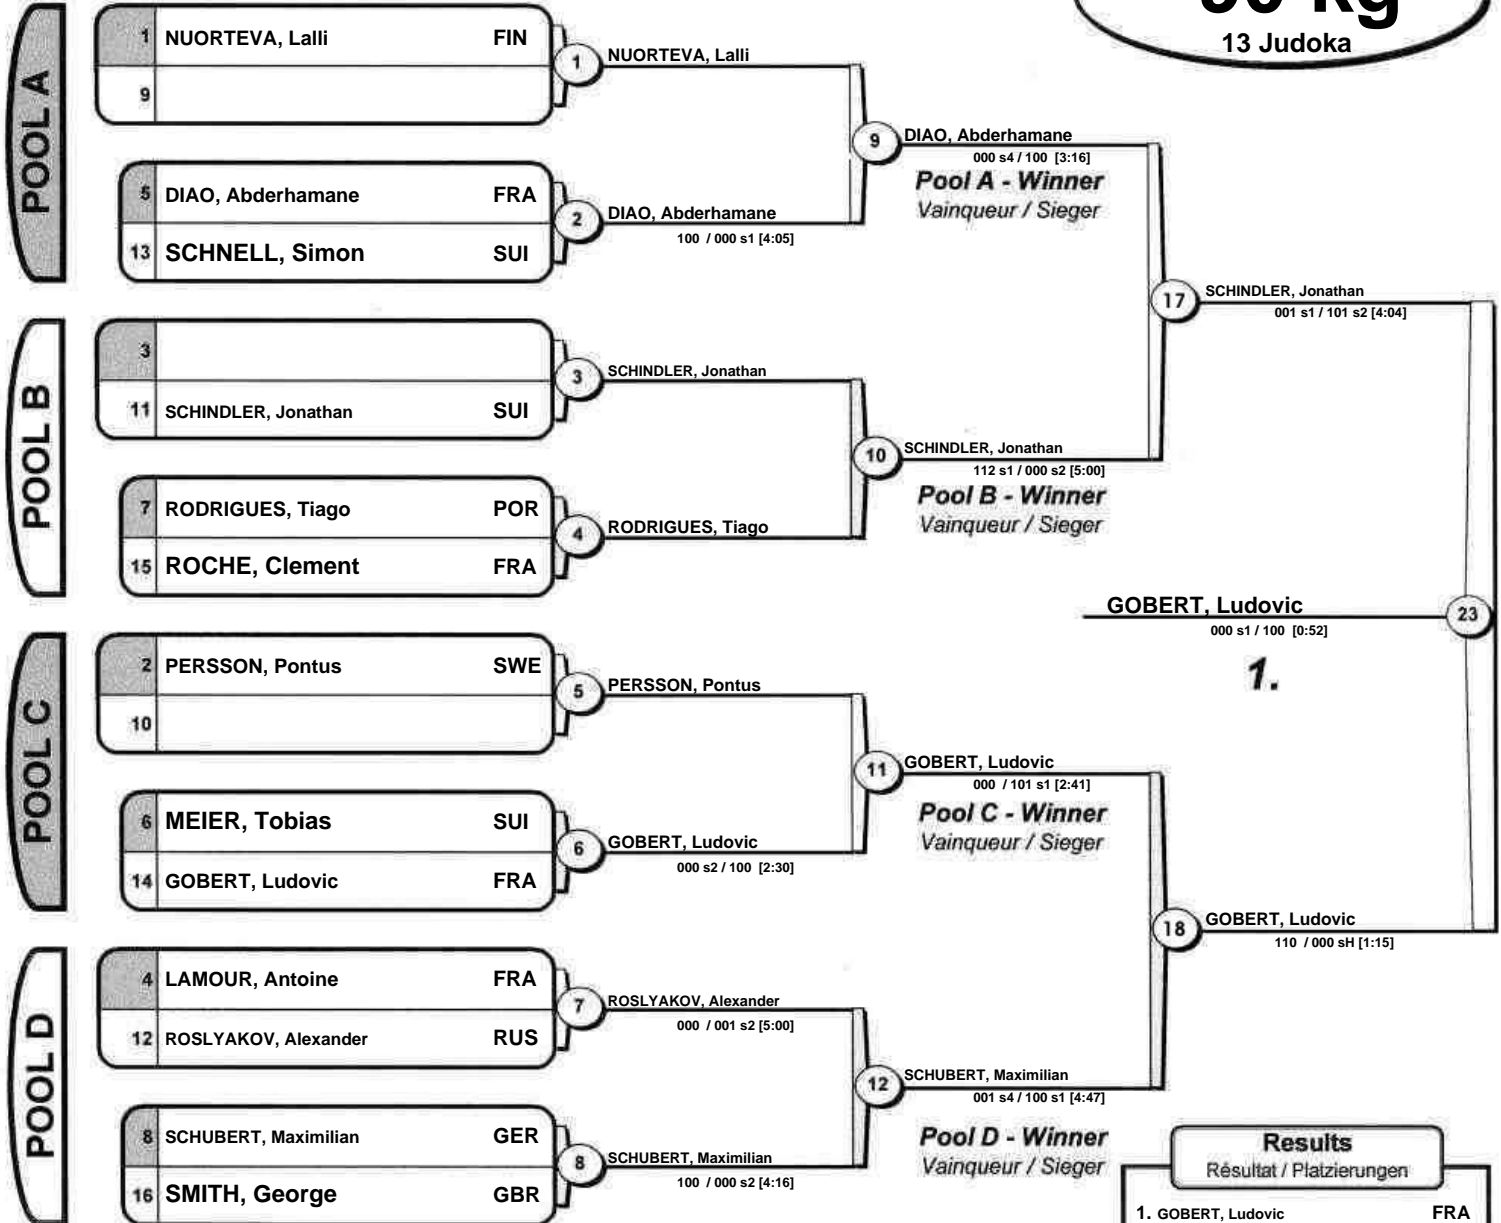 90 kg
13 Judoka
POOL A
1 NUORTEVA, Lalli FIN
9
1 NUORTEVA, Lalli
5 DIAO, Abderhamane FRA
13 SCHNELL, Simon SUI
2 DIAO, Abderhamane
100 / 000 s1 [4:05]
9 DIAO, Abderhamane
000 s4 / 100 [3:16]
Pool A - Winner
Vainqueur / Sieger
POOL B
3
11 SCHINDLER, Jonathan SUI
3 SCHINDLER, Jonathan
7 RODRIGUES, Tiago POR
15 ROCHE, Clement FRA
4 RODRIGUES, Tiago
10 SCHINDLER, Jonathan
112 s1 / 000 s2 [5:00]
Pool B - Winner
Vainqueur / Sieger
17 SCHINDLER, Jonathan
001 s1 / 101 s2 [4:04]
GOBERT, Ludovic 23
000 s1 / 100 [0:52]
1.
POOL C
2 PERSSON, Pontus SWE
10
5 PERSSON, Pontus
6 MEIER, Tobias SUI
14 GOBERT, Ludovic FRA
6 GOBERT, Ludovic
000 s2 / 100 [2:30]
11 GOBERT, Ludovic
000 / 101 s1 [2:41]
Pool C - Winner
Vainqueur / Sieger
18 GOBERT, Ludovic
110 / 000 sH [1:15]
POOL D
4 LAMOUR, Antoine FRA
12 ROSLYAKOV, Alexander RUS
7 ROSLYAKOV, Alexander
000 / 001 s2 [5:00]
8 SCHUBERT, Maximilian GER
16 SMITH, George GBR
8 SCHUBERT, Maximilian
100 / 000 s2 [4:16]
12 SCHUBERT, Maximilian
001 s4 / 100 s1 [4:47]
Pool D - Winner
Vainqueur / Sieger
Results
Résultat / Platzierungen
1. GOBERT, Ludovic FRA